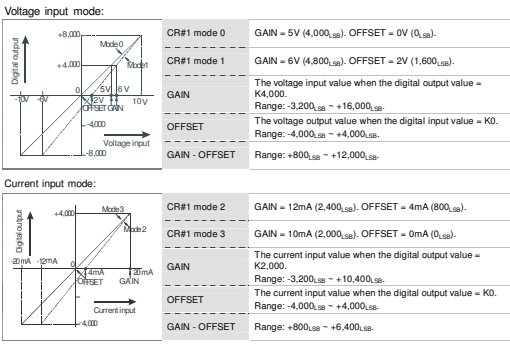 Voltage input mode:
Digital output
+8,000
Mode0
+4,000
Mode1
5V 6V
0
-10V
-6V
2V
10V
OFFSET
GAIN
-4000
Voltage input
-8,000
CR#1 mode 0
GAIN = 5V (4,000LSB). OFFSET = 0V (0LSB).
CR#1 mode 1
GAIN = 6V (4,800LSB). OFFSET = 2V (1,600LSB).
GAIN
The voltage input value when the digital output value =
K4,000.
Range: -3,200LSB ~ +16,000LSB.
OFFSET
The voltage output value when the digital input value = K0.
Range: -4,000LSB ~ +4,000LSB.
GAIN - OFFSET
Range: +800LSB ~ +12,000LSB.
Current input mode:
Digital output
+4,000
Mode3
Mode2
-20mA
-12mA
0
4mA
20mA
OFFSET
GAIN
Current input
-4,000
CR#1 mode 2
GAIN = 12mA (2,400LSB). OFFSET = 4mA (800LSB).
CR#1 mode 3
GAIN = 10mA (2,000LSB). OFFSET = 0mA (0LSB).
GAIN
The current input value when the digital output value =
K2,000.
Range: -3,200LSB ~ +10,400LSB.
OFFSET
The current input value when the digital output value = K0.
Range: -4,000LSB ~ +4,000LSB.
GAIN - OFFSET
Range: +800LSB ~ +6,400LSB.